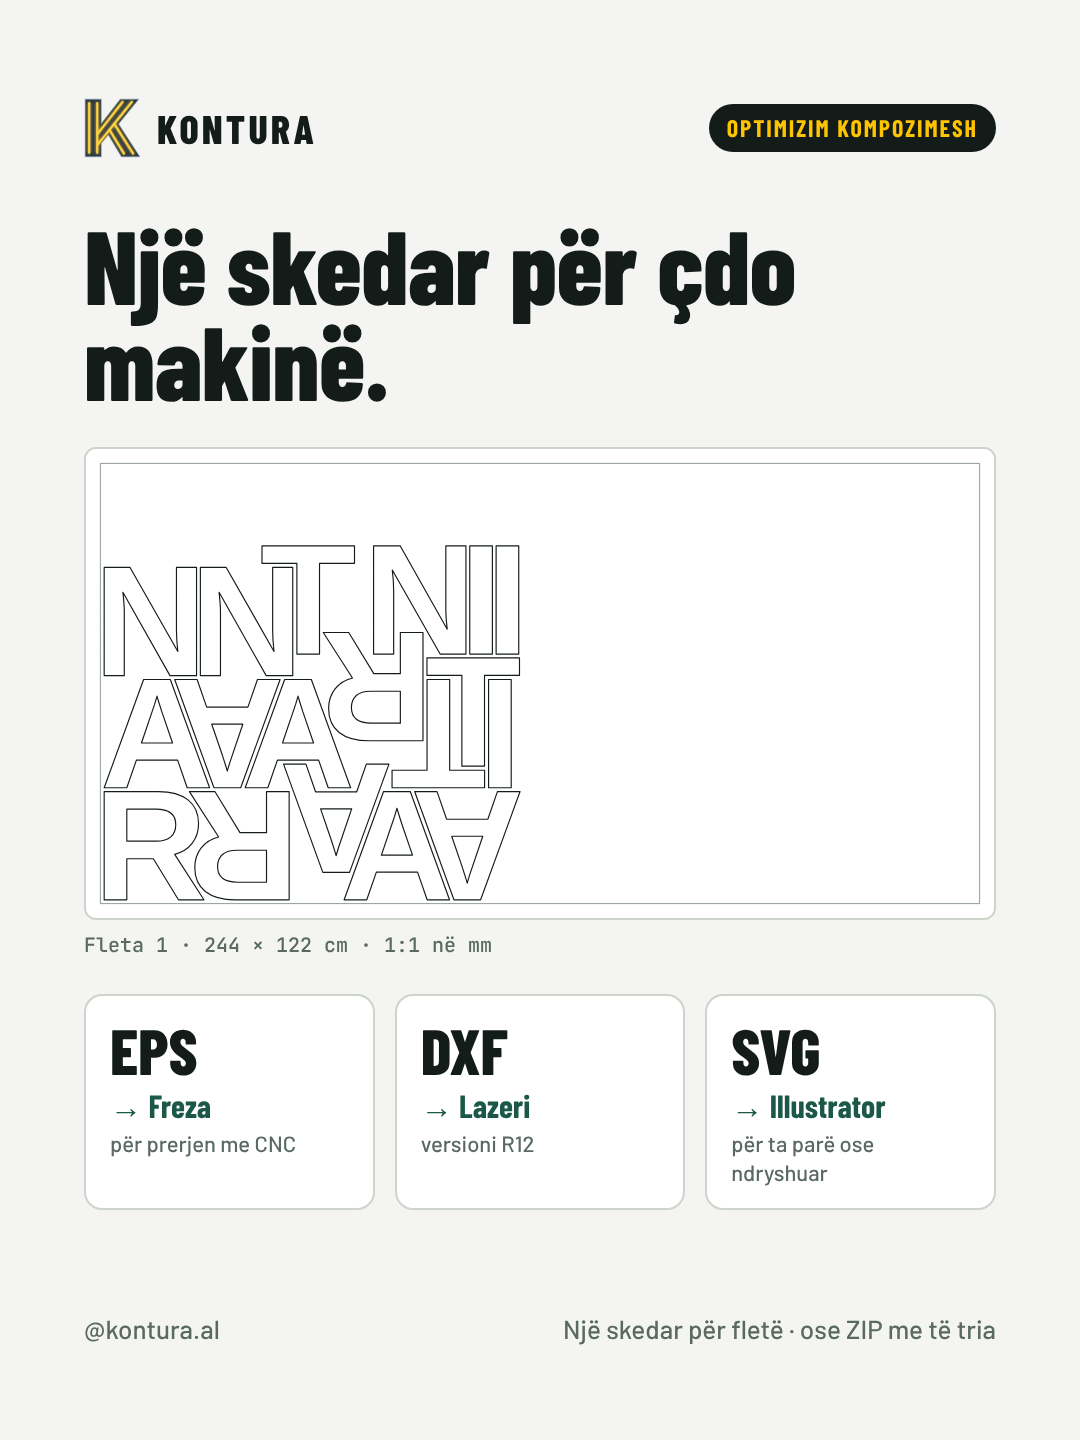 K KONTURA
OPTIMIZIM KOMPOZIMESH
Një skedar për çdo
makinë.
N N T N I I
R T
A A A T I
R R A A A
Fleta 1 · 244 × 122 cm · 1:1 në mm
EPS
→ Freza
për prerjen me CNC
DXF
→ Lazeri
versioni R12
SVG
→ Illustrator
për ta parë ose
ndryshuar
@kontura.al
Një skedar për fletë · ose ZIP me të tria